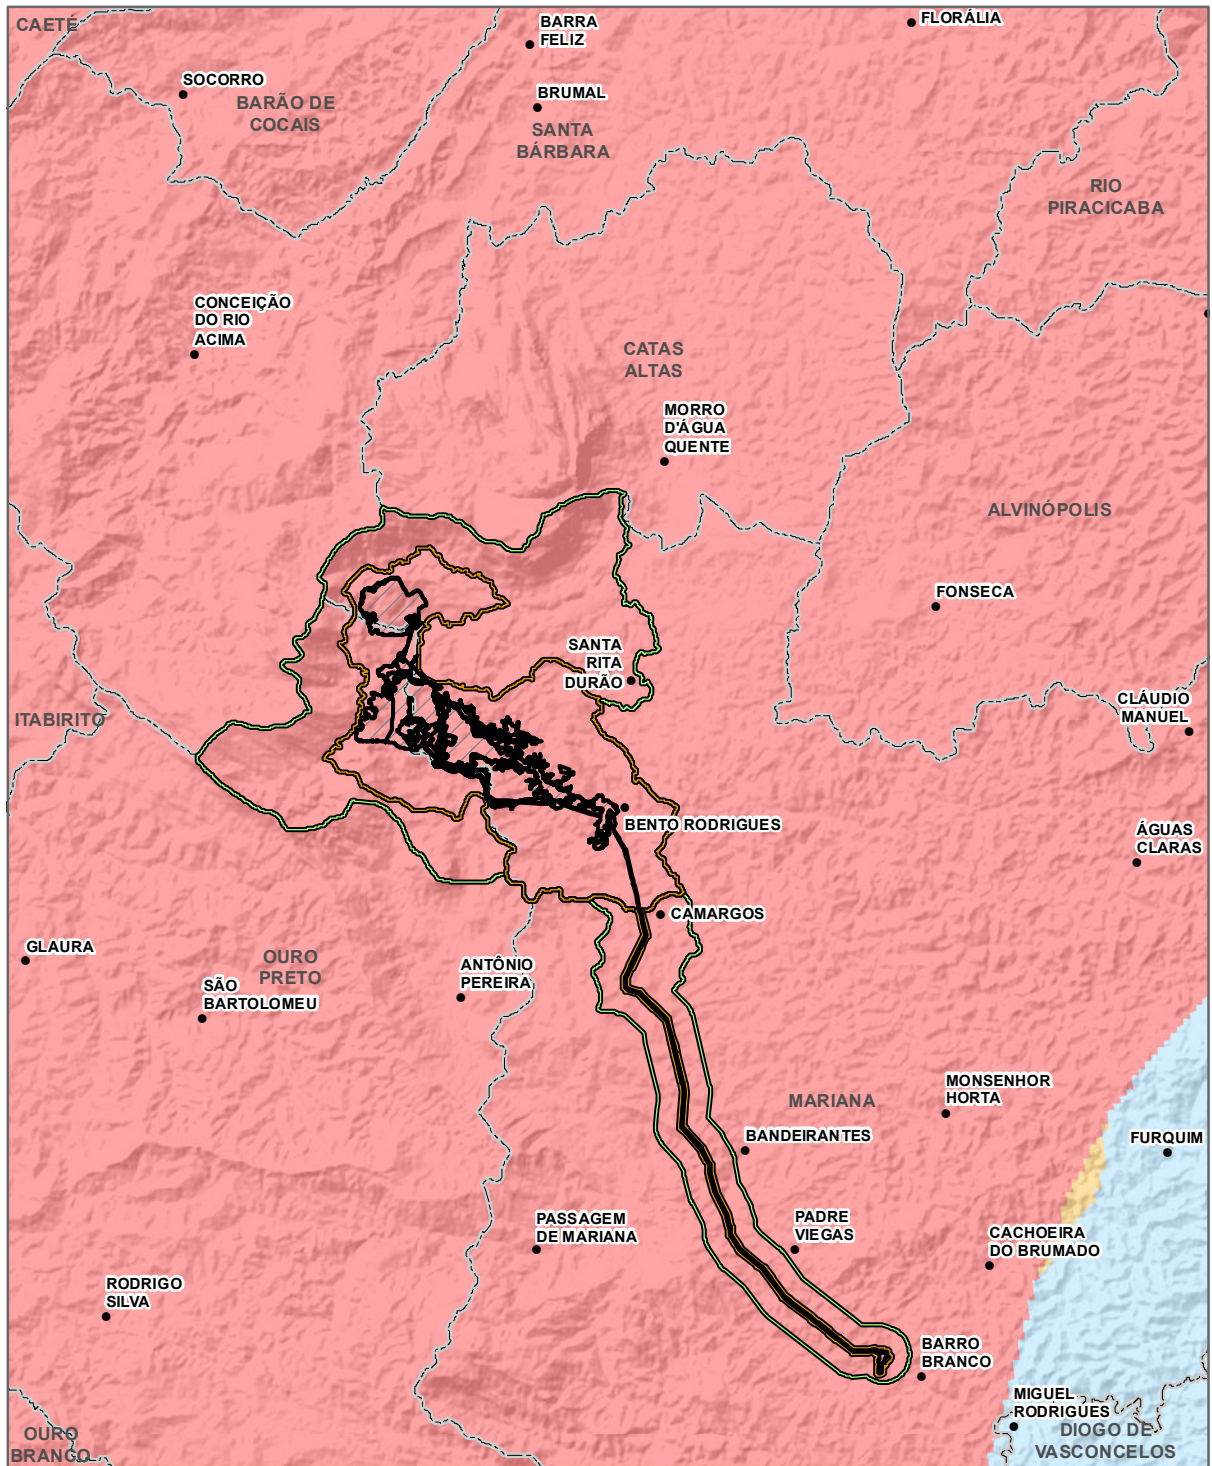 CAETÉ
BARRA
FELIZ
FLORÁLIA
SOCORRO
BARÃO DE
COCAIS
BRUMAL
SANTA
BÁRBARA
RIO
PIRACICABA
CONCEIÇÃO
DO RIO
ACIMA
CATAS
ALTAS
MORRO
D'ÁGUA
QUENTE
ALVINÓPOLIS
FONSECA
SANTA
RITA
DURÃO
ITABIRITO
CLÁUDIO
MANUEL
BENTO RODRIGUES
ÁGUAS
CLARAS
CAMARGOS
GLAURA
OURO
PRETO
ANTÔNIO
PEREIRA
SÃO
BARTOLOMEU
MONSENHOR
HORTA
MARIANA
BANDEIRANTES
FURQUIM
PASSAGEM
DE MARIANA
PADRE
VIEGAS
CACHOEIRA
DO BRUMADO
RODRIGO
SILVA
BARRO
BRANCO
MIGUEL
RODRIGUES
DIOGO DE
VASCONCELOS
OURO
BRANCO